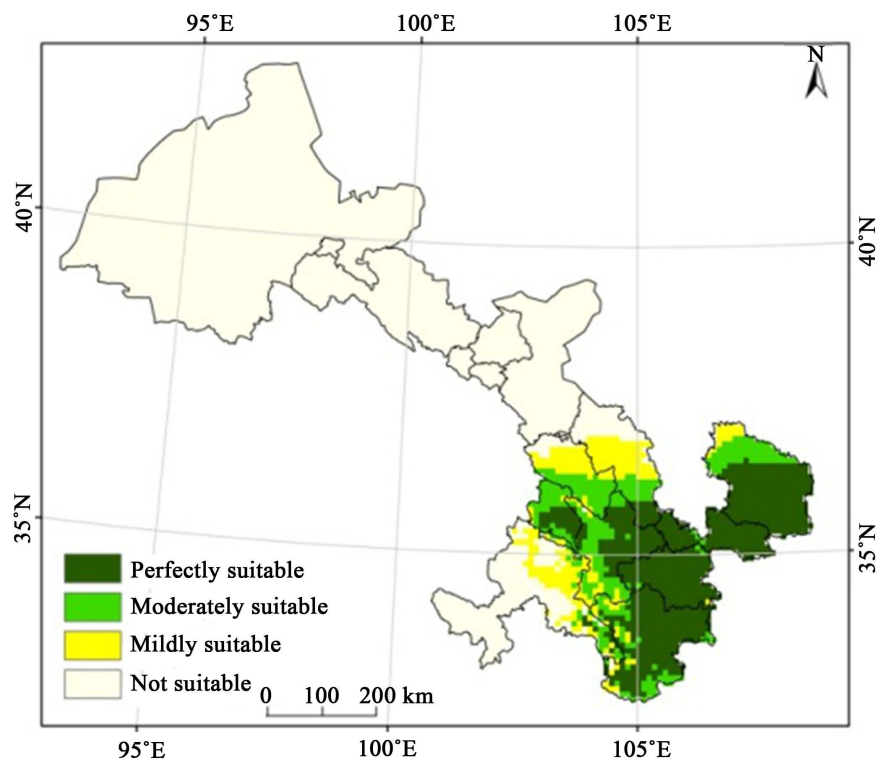 95˚E 100˚E 105˚E
N
40˚N
40˚N
35˚N
35˚N
Perfectly suitable
Moderately suitable
Mildly suitable
Not suitable
0 100 200 km
95˚E 100˚E 105˚E